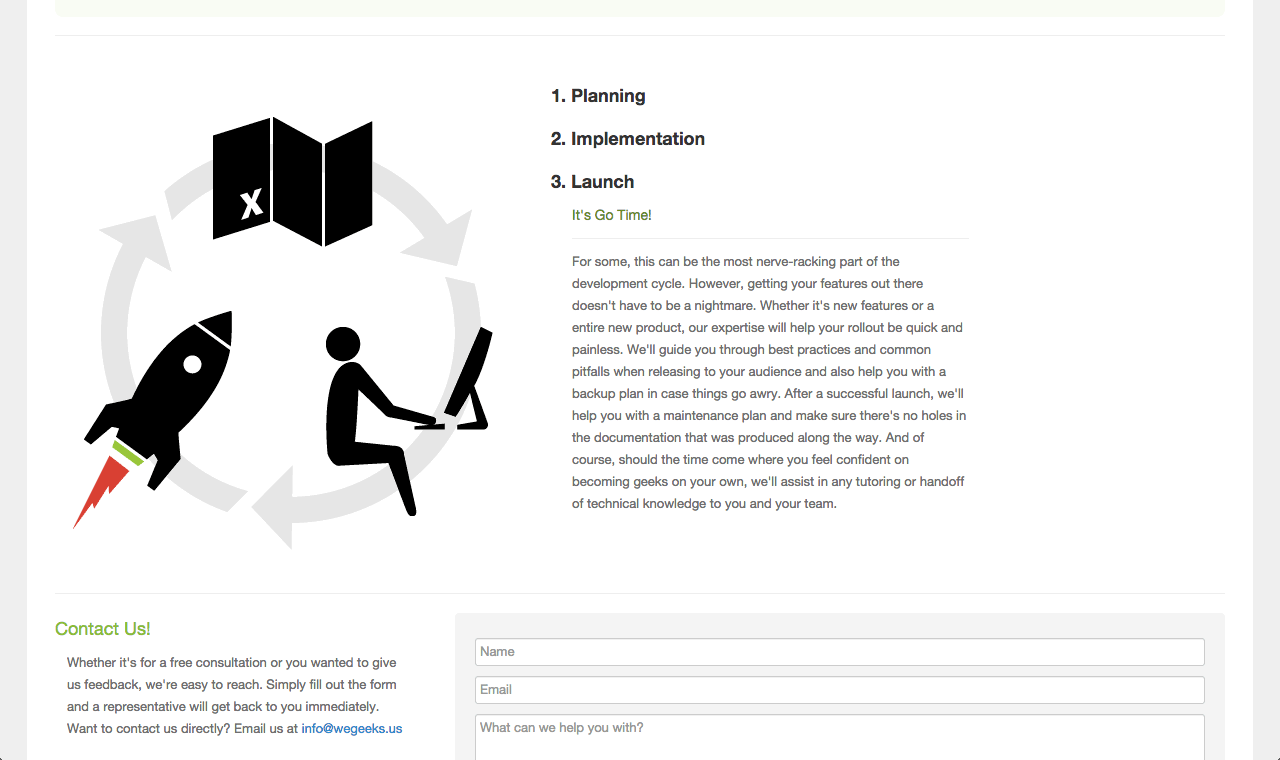 X
1. Planning
2. Implementation
3. Launch
It's Go Time!
For some, this can be the most nerve-racking part of the
development cycle. However, getting your features out there
doesn't have to be a nightmare. Whether it's new features or a
entire new product, our expertise will help your rollout be quick and
painless. We'll guide you through best practices and common
pitfalls when releasing to your audience and also help you with a
backup plan in case things go awry. After a successful launch, we'll
help you with a maintenance plan and make sure there's no holes in
the documentation that was produced along the way. And of
course, should the time come where you feel confident on
becoming geeks on your own, we'll assist in any tutoring or handoff
of technical knowledge to you and your team.
Contact Us!
Whether it's for a free consultation or you wanted to give
us feedback, we're easy to reach. Simply fill out the form
and a representative will get back to you immediately.
Want to contact us directly? Email us at info@wegeeks.us
Name
Email
What can we help you with?